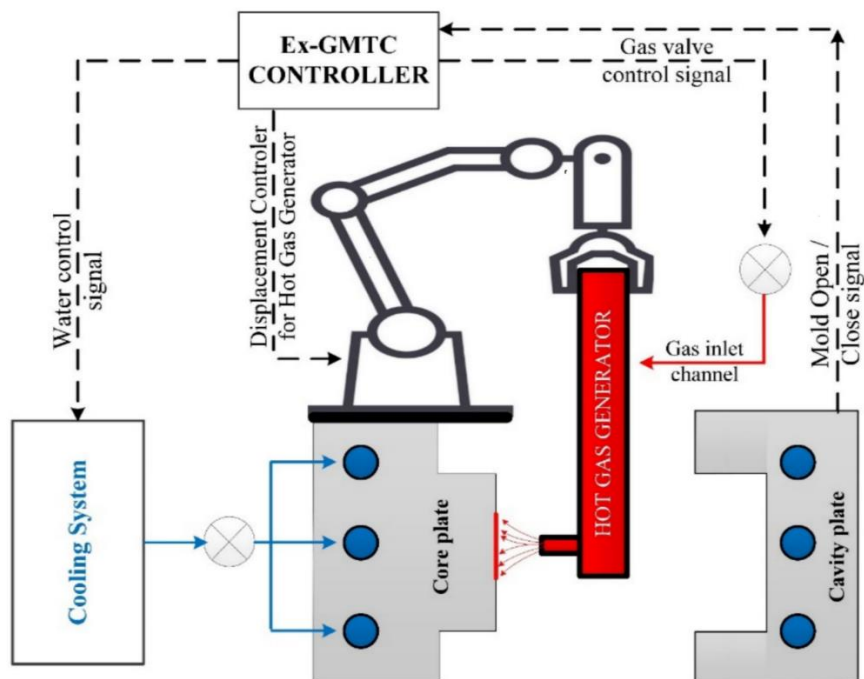 Ex-GMTC
CONTROLLER
Gas valve
control signal
Water control
signal
Displacement Controler
for Hot Gas Generator
Mold Open /
Close signal
Gas inlet
channel
HOT GAS GENERATOR
Cooling System
Core plate
Cavity plate